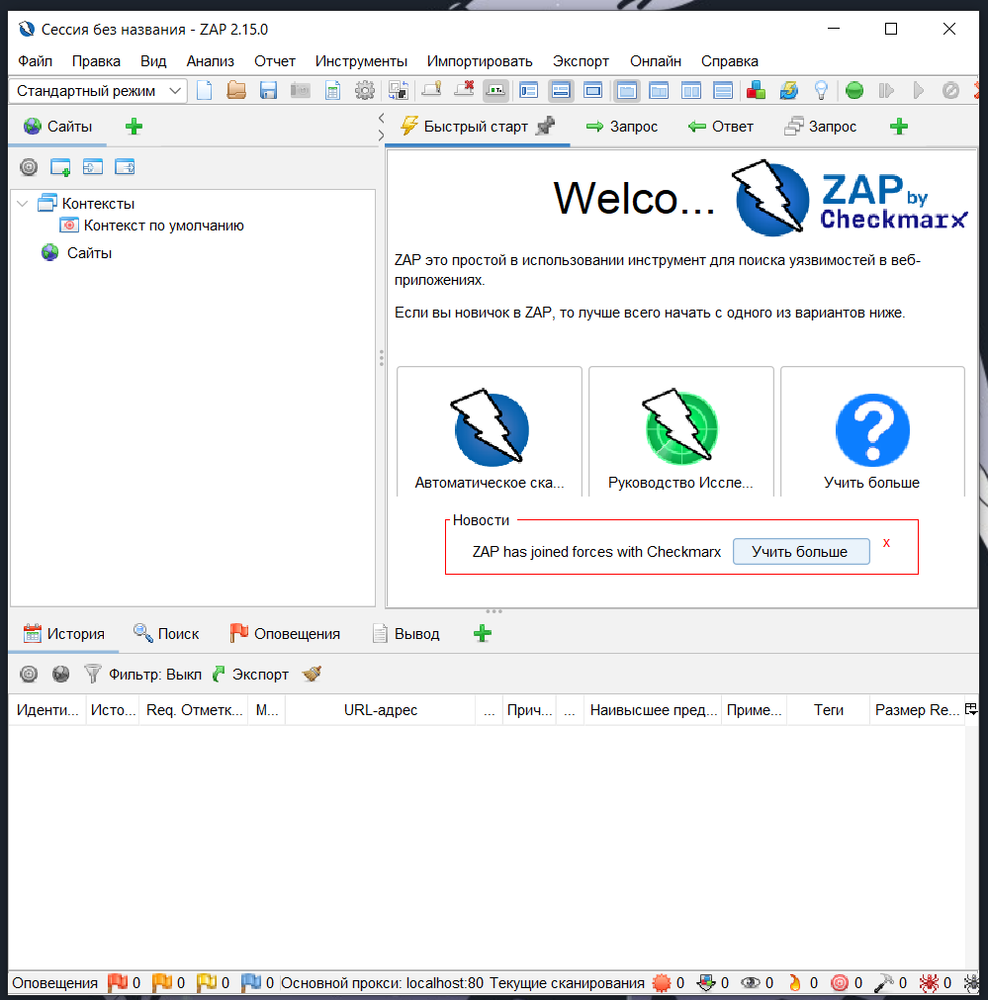 Сессия без названия - ZAP 2.15.0
Файл Правка Вид Анализ Отчет Инструменты Импортировать Экспорт Онлайн Справка
Стандартный режим
Сайты
Быстрый старт Запрос Ответ Запрос
Контексты
Контекст по умолчанию
Сайты
Welco...
ZAP by
Checkmarx
ZAP это простой в использовании инструмент для поиска уязвимостей в веб-
приложениях.
Если вы новичок в ZAP, то лучше всего начать с одного из вариантов ниже.
Автоматическое ска... Руководство Иссле... Учить больше
Новости
ZAP has joined forces with Checkmarx Учить больше x
История Поиск Оповещения Вывод
Фильтр: Выкл Экспорт
Иденти... Исто... Req. Отметк... М... URL-адрес ... Прич... ... Наивысшее пред... Приме... Теги Размер Re...
Оповещения 0 0 0 0 Основной прокси: localhost:80 Текущие сканирования 0 0 0 0 0 0 0